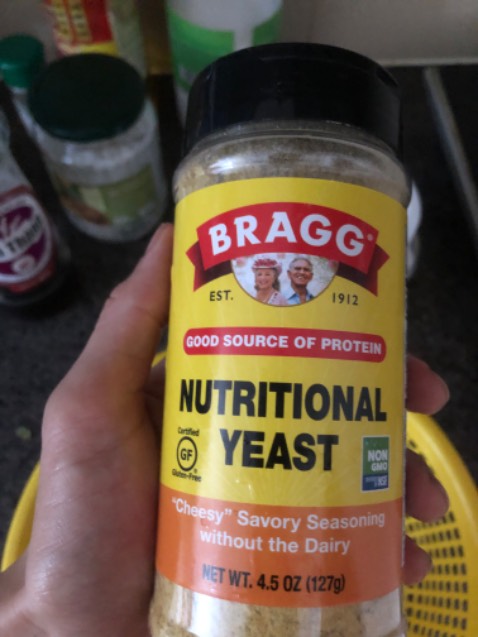 BRAGG®
EST. 1912
GOOD SOURCE OF PROTEIN
NUTRITIONAL
YEAST
Certified
GF
Gluten-Free
NON
GMO
NSF
"Cheesy" Savory Seasoning
without the Dairy
NET WT. 4.5 OZ (127g)